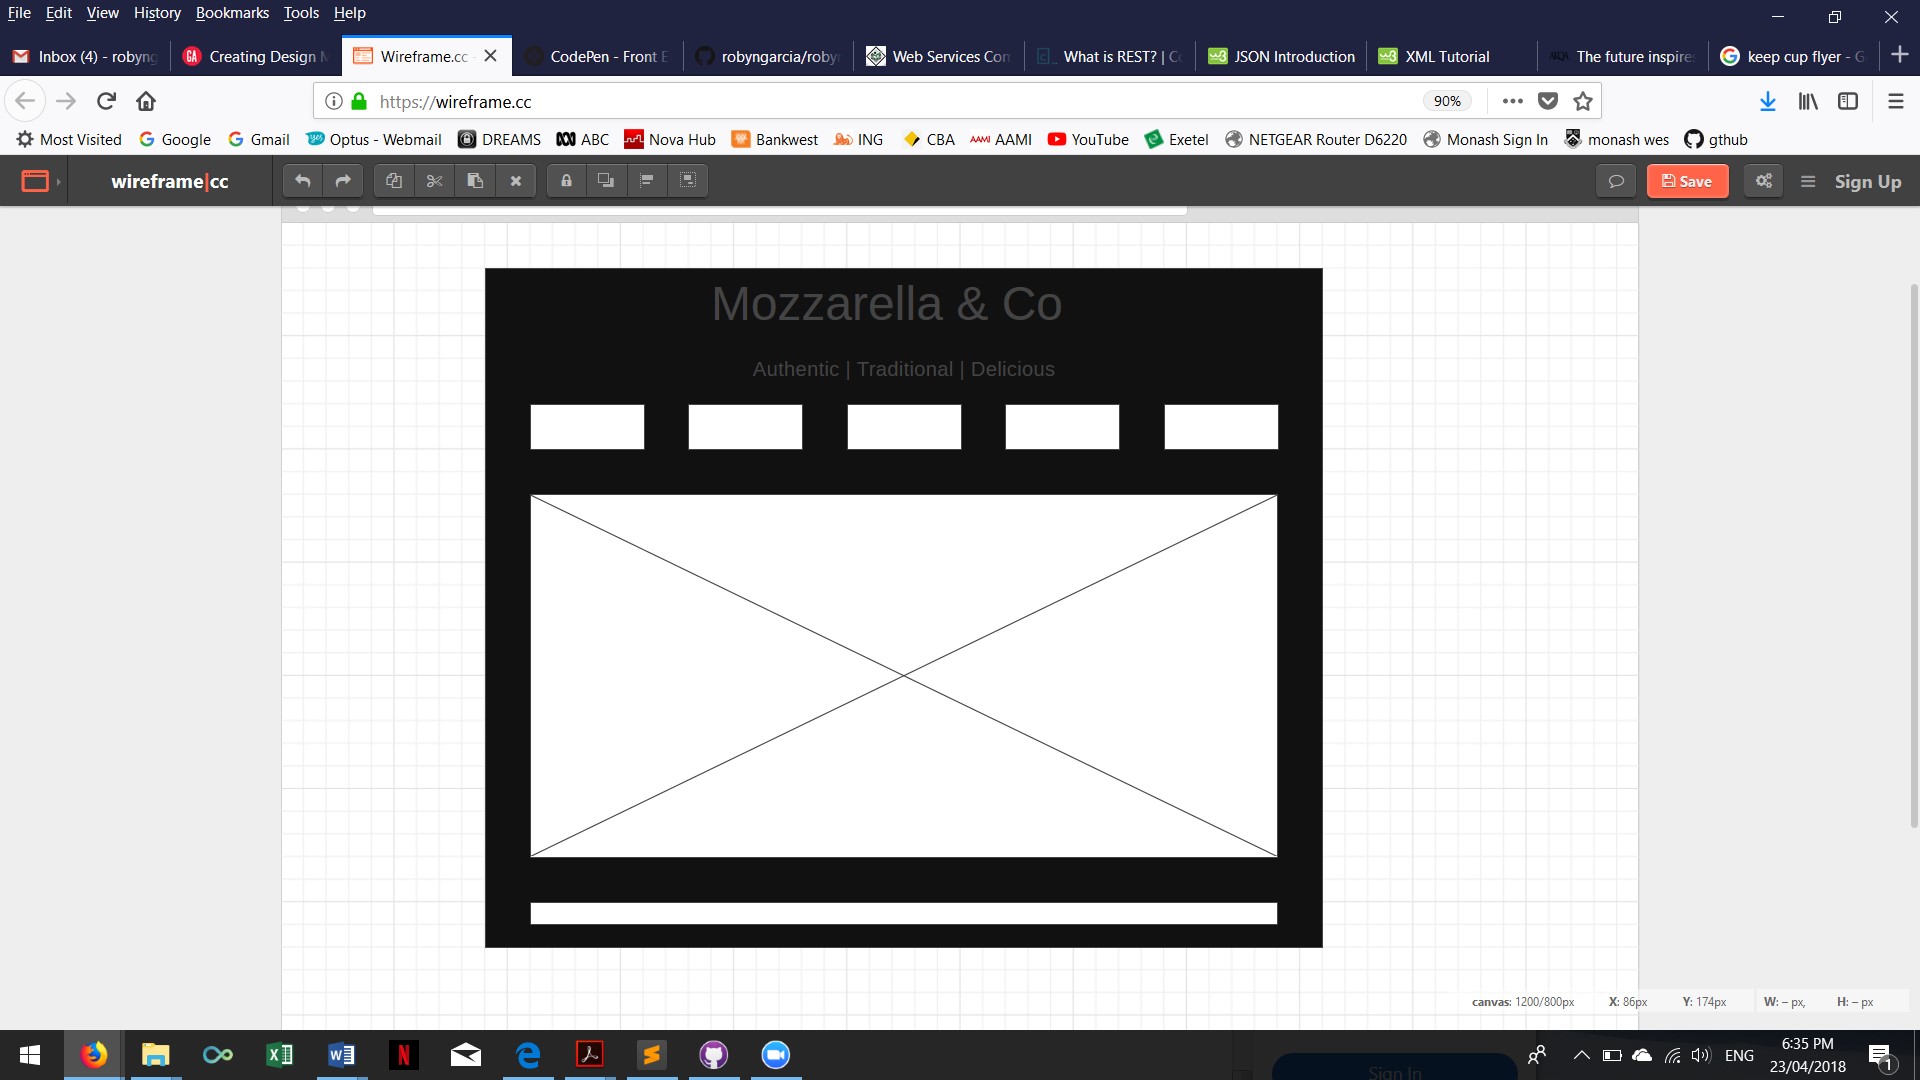 File Edit View History Bookmarks Tools Help
Inbox (4) - robyng
Creating Design
Wireframe.cc
CodePen - Front E
robyngarcia/roby
Web Services Con
What is REST? | Co
JSON Introduction
XML Tutorial
The future inspire
keep cup flyer - G
https://wireframe.cc
90%
Most Visited Google Gmail Optus - Webmail DREAMS ABC Nova Hub Bankwest ING CBA AAMI YouTube Exetel NETGEAR Router D6220 Monash Sign In monash wes gthub
wireframe|cc Save Sign Up
Mozzarella & Co
Authentic | Traditional | Delicious
canvas: 1200/800px X: 86px Y: 174px W: – px, H: – px
Sign In
ENG
6:35 PM
23/04/2018
1